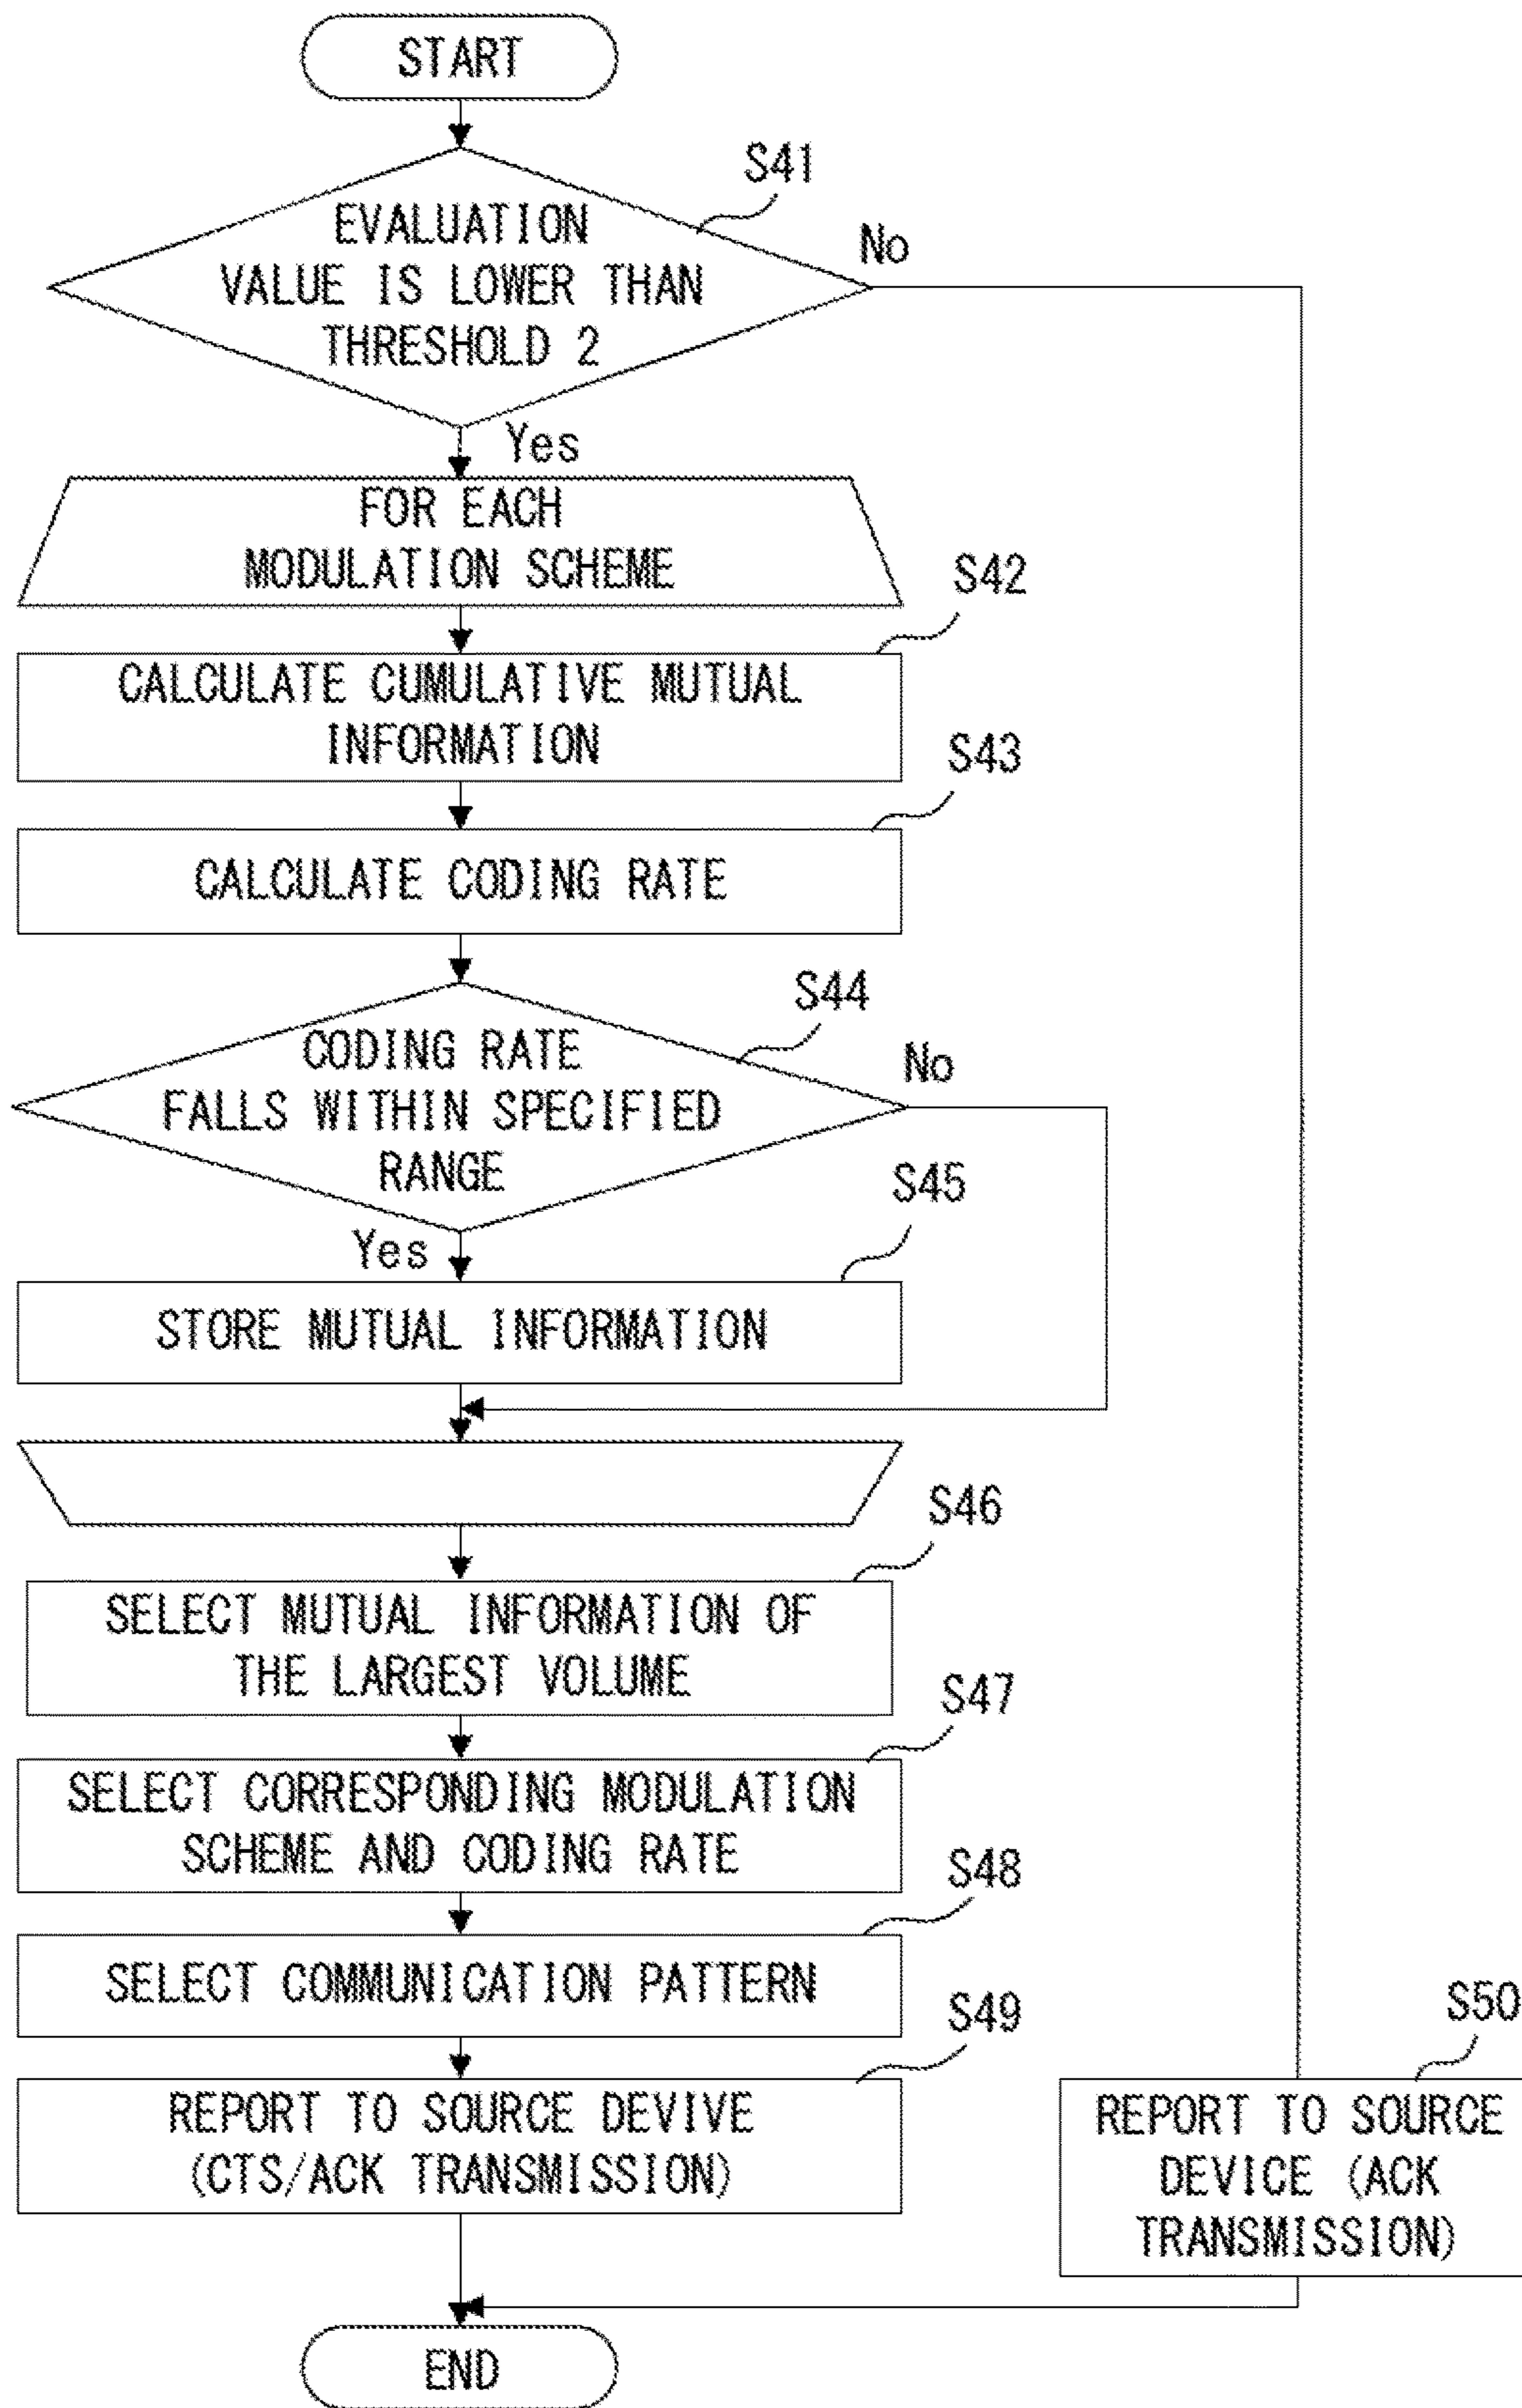 START
S41
EVALUATION
VALUE IS LOWER THAN
THRESHOLD 2
No
Yes
FOR EACH
MODULATION SCHEME
S42
CALCULATE CUMULATIVE MUTUAL
INFORMATION
S43
CALCULATE CODING RATE
S44
CODING RATE
FALLS WITHIN SPECIFIED
RANGE
No
Yes
S45
STORE MUTUAL INFORMATION
S46
SELECT MUTUAL INFORMATION OF
THE LARGEST VOLUME
S47
SELECT CORRESPONDING MODULATION
SCHEME AND CODING RATE
S48
SELECT COMMUNICATION PATTERN
S49
REPORT TO SOURCE DEVIVE
(CTS/ACK TRANSMISSION)
S50
REPORT TO SOURCE
DEVICE (ACK
TRANSMISSION)
END